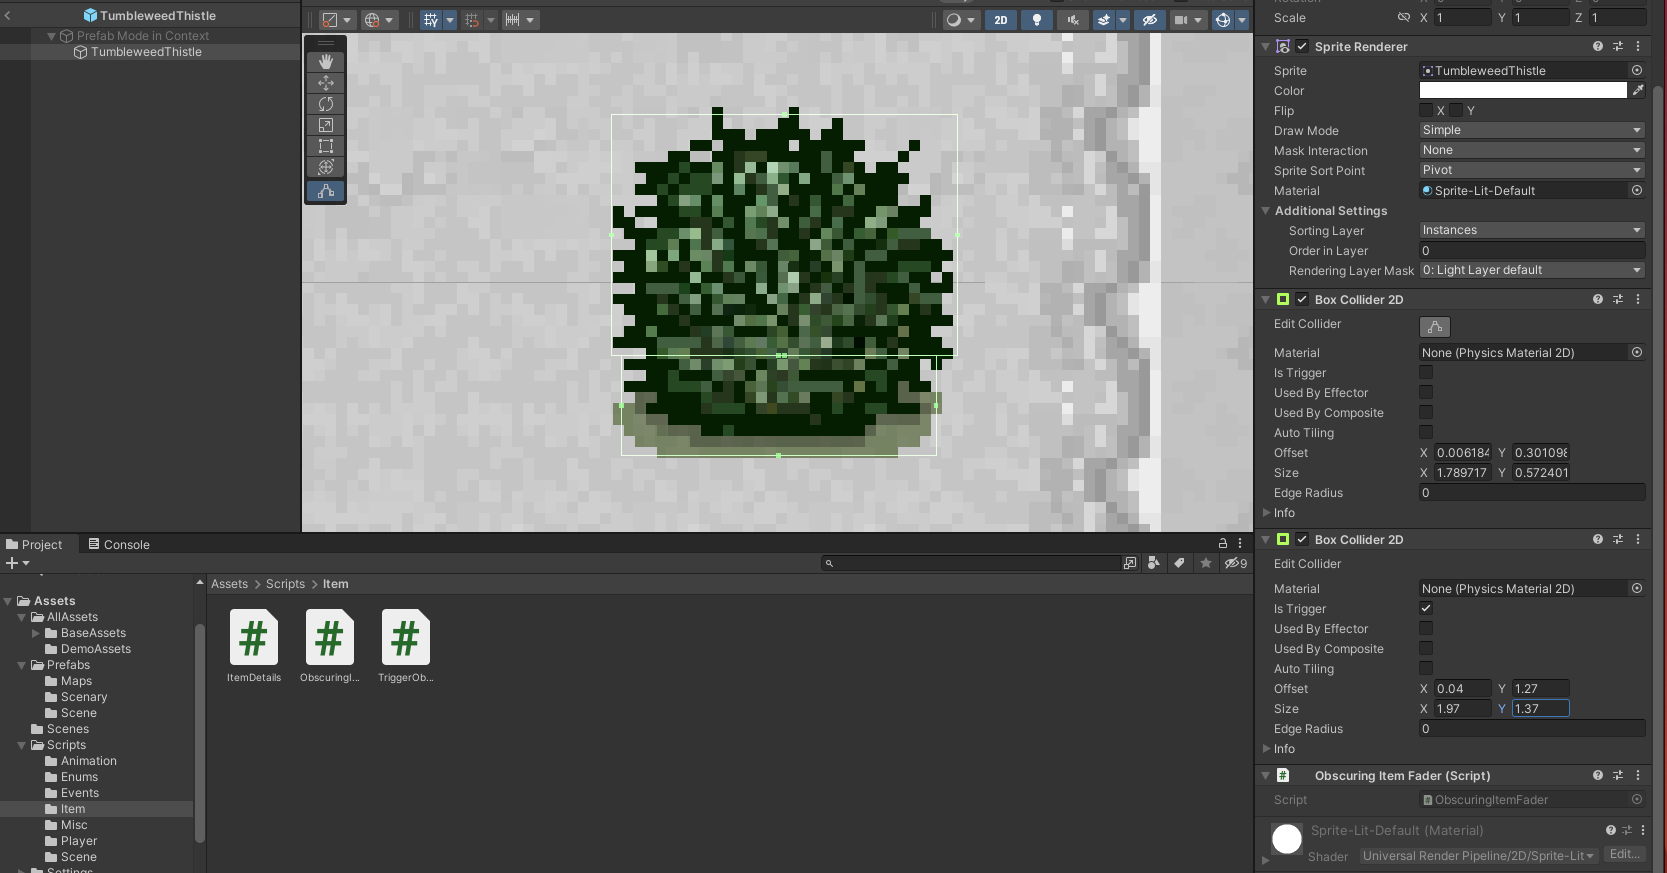 TumbleweedThistle
Prefab Mode in Context
TumbleweedThistle
2D
Scale X 1 Y 1 Z 1
Sprite Renderer
Sprite TumbleweedThistle
Color
Flip X Y
Draw Mode Simple
Mask Interaction None
Sprite Sort Point Pivot
Material Sprite-Lit-Default
Additional Settings
Sorting Layer Instances
Order in Layer 0
Rendering Layer Mask 0: Light Layer default
Box Collider 2D
Edit Collider
Material None (Physics Material 2D)
Is Trigger
Used By Effector
Used By Composite
Auto Tiling
Offset X 0.006184 Y 0.301098
Size X 1.789717 Y 0.572401
Edge Radius 0
Info
Box Collider 2D
Edit Collider
Material None (Physics Material 2D)
Is Trigger
Used By Effector
Used By Composite
Auto Tiling
Offset X 0.04 Y 1.27
Size X 1.97 Y 1.37
Edge Radius 0
Info
Obscuring Item Fader (Script)
Script ObscuringItemFader
Sprite-Lit-Default (Material)
Shader Universal Render Pipeline/2D/Sprite-Lit Edit...
Project Console
9
Assets
AllAssets
BaseAssets
DemoAssets
Prefabs
Maps
Scenary
Scene
Scenes
Scripts
Animation
Enums
Events
Item
Misc
Player
Scene
Settings
Assets > Scripts > Item
ItemDetails
ObscuringI...
TriggerOb...